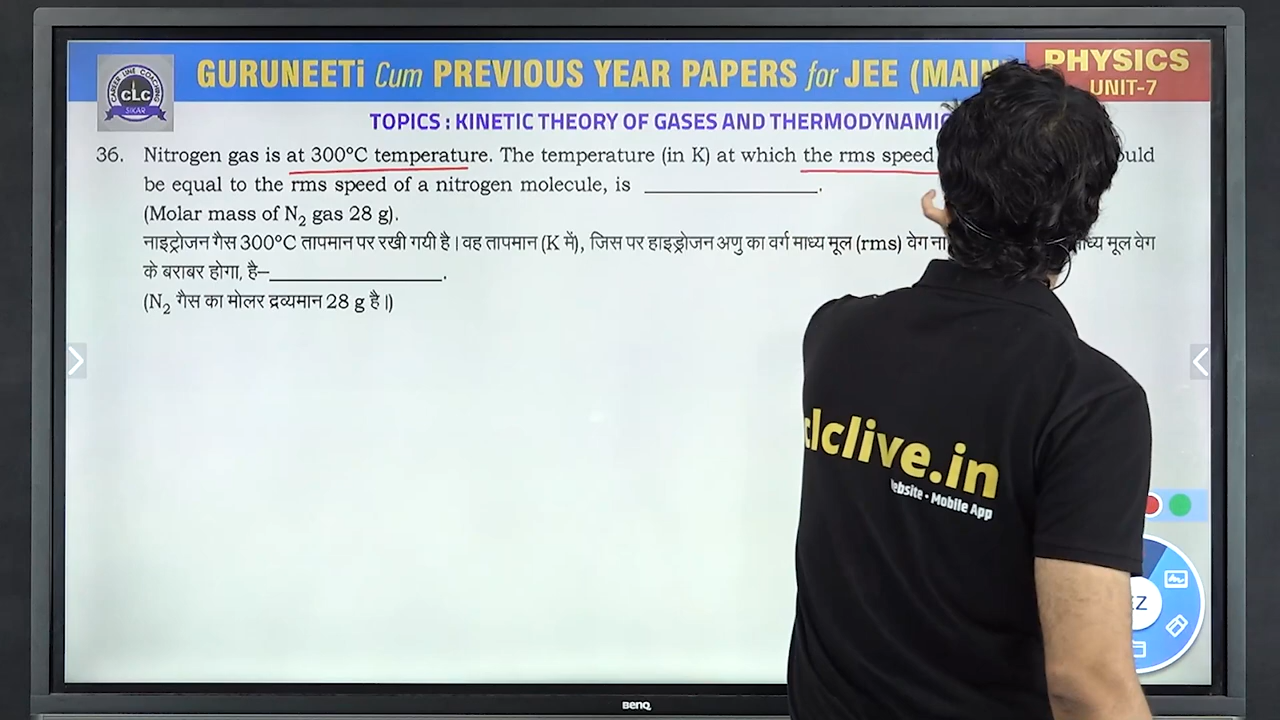 GURUNEETi Cum PREVIOUS YEAR PAPERS for JEE (MAIN
PHYSICS
UNIT-7
CLC
SIKAR
TOPICS : KINETIC THEORY OF GASES AND THERMODYNAMIC
36. Nitrogen gas is at 300°C temperature. The temperature (in K) at which the rms speed
be equal to the rms speed of a nitrogen molecule, is ______________.
(Molar mass of N₂ gas 28 g).
नाइट्रोजन गैस 300°C तापमान पर रखी गयी है। वह तापमान (K में), जिस पर हाइड्रोजन अणु का वर्ग माध्य मूल (rms) वेग मूल वेग
के बराबर होगा, है–______________.
(N₂ गैस का मोलर द्रव्यमान 28 g है।)
clclive.in
Website • Mobile App
EZ
BenQ